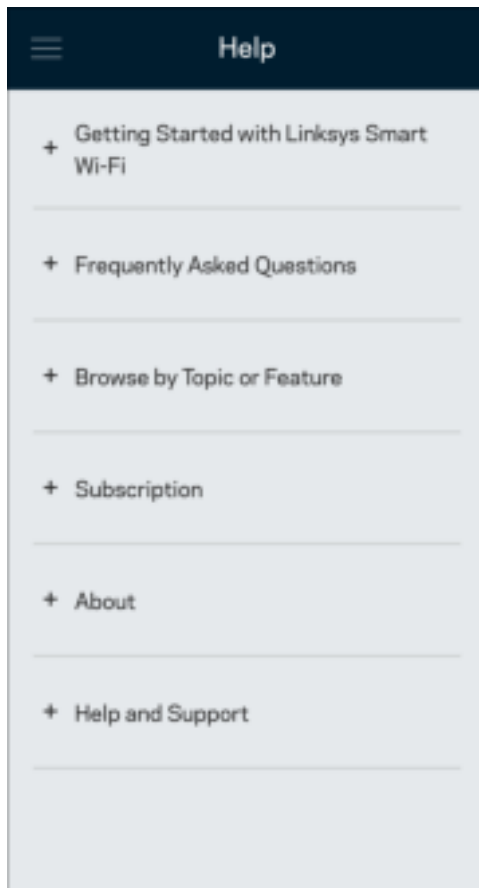 Help
+ Getting Started with Linksys Smart
Wi-Fi
+ Frequently Asked Questions
+ Browse by Topic or Feature
+ Subscription
+ About
+ Help and Support